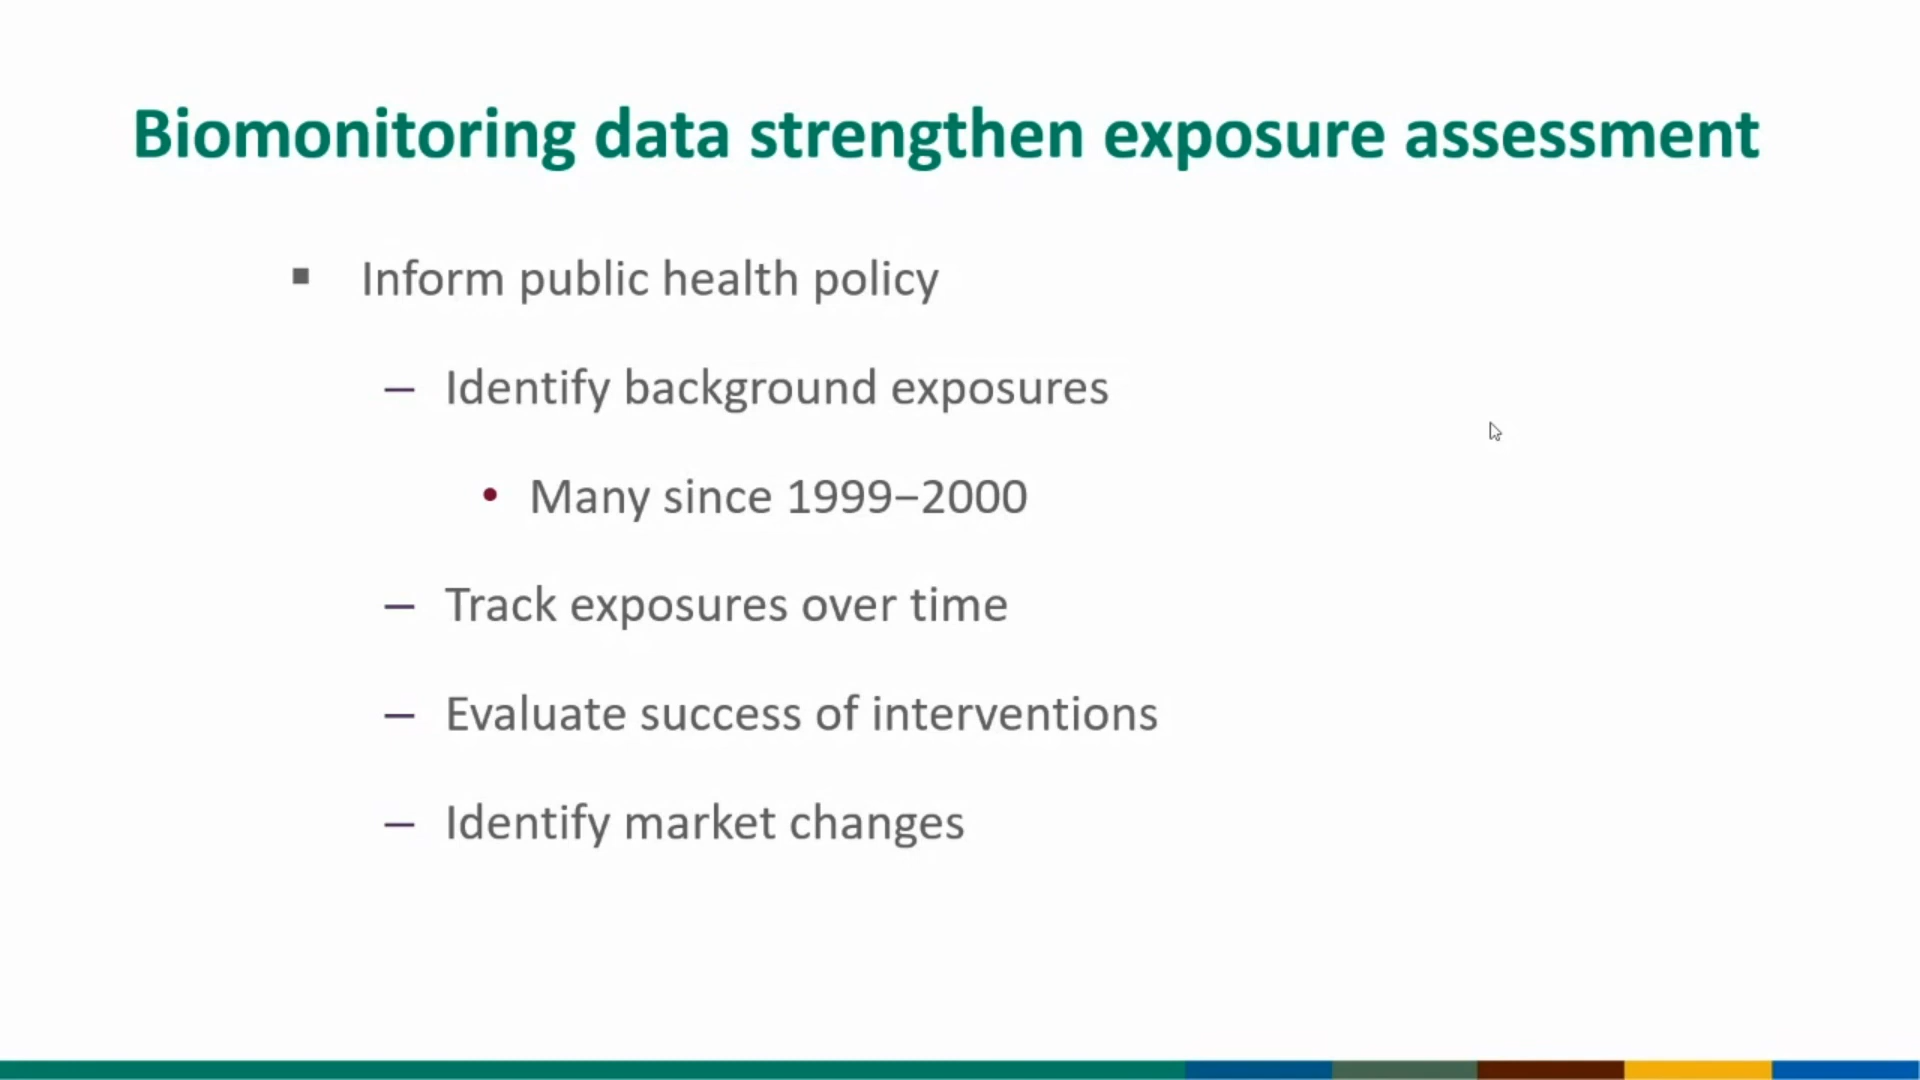 Biomonitoring data strengthen exposure assessment
▪ Inform public health policy
– Identify background exposures
• Many since 1999–2000
– Track exposures over time
– Evaluate success of interventions
– Identify market changes